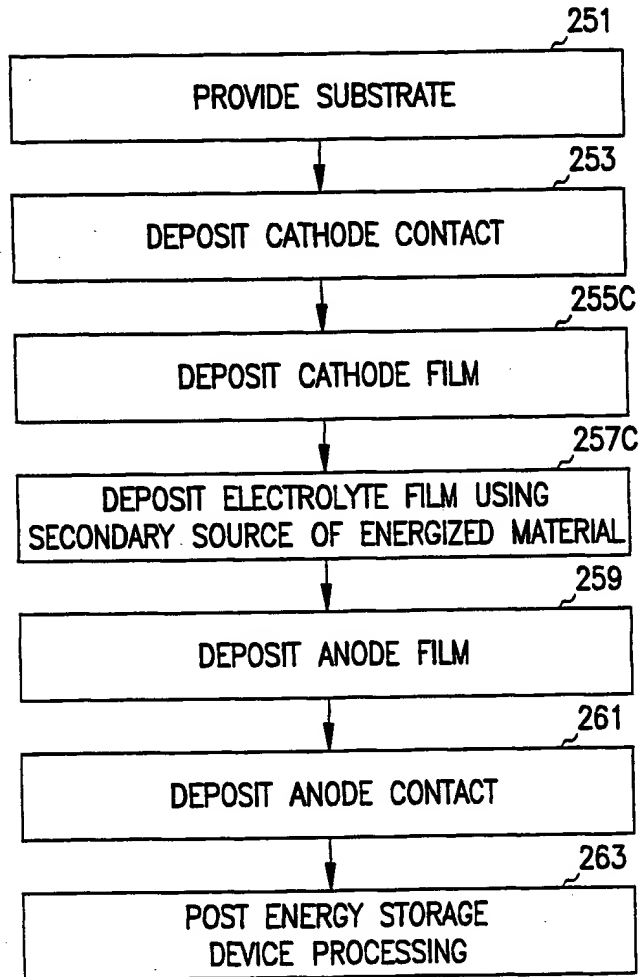 251
PROVIDE SUBSTRATE
253
DEPOSIT CATHODE CONTACT
255C
DEPOSIT CATHODE FILM
257C
DEPOSIT ELECTROLYTE FILM USING
SECONDARY SOURCE OF ENERGIZED MATERIAL
259
DEPOSIT ANODE FILM
261
DEPOSIT ANODE CONTACT
263
POST ENERGY STORAGE
DEVICE PROCESSING